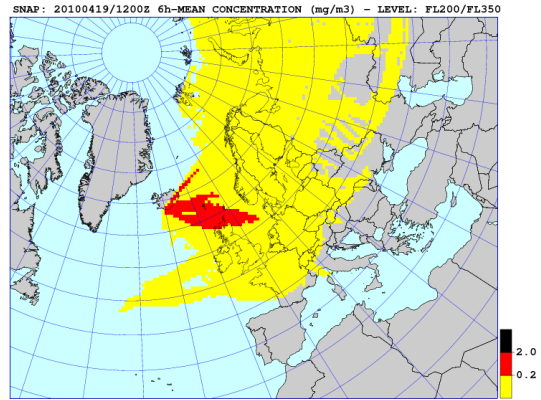 SNAP: 20100419/1200Z 6h-MEAN CONCENTRATION (mg/m3) - LEVEL: FL200/FL350
2.0
0.2